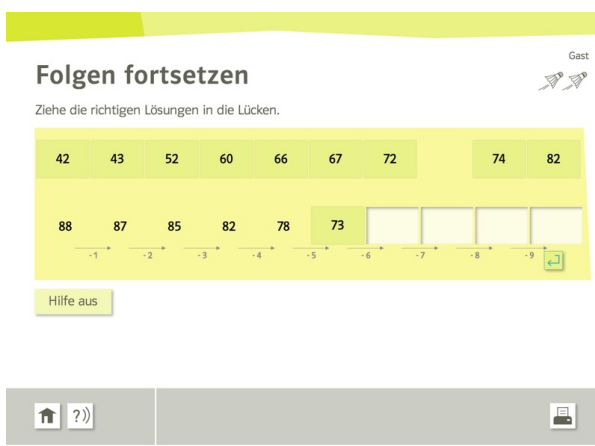 Gast
Folgen fortsetzen
Ziehe die richtigen Lösungen in die Lücken.
42 43 52 60 66 67 72 74 82
88 87 85 82 78 73
-1 -2 -3 -4 -5 -6 -7 -8 -9
Hilfe aus
?))